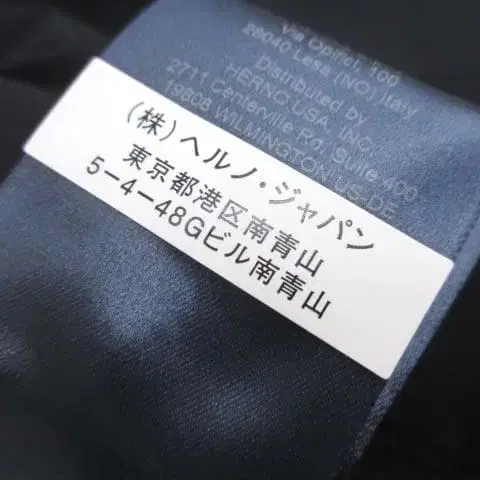 Via Opifici, 100
28040 Lesa (NO) Italy
Distributed by
HERNO USA, INC.
2711 Centerville Rd, Suite 400
19808 WILMINGTON US-DE
(株)ヘルノ・ジャパン
東京都港区南青山
5-4-48Gビル南青山